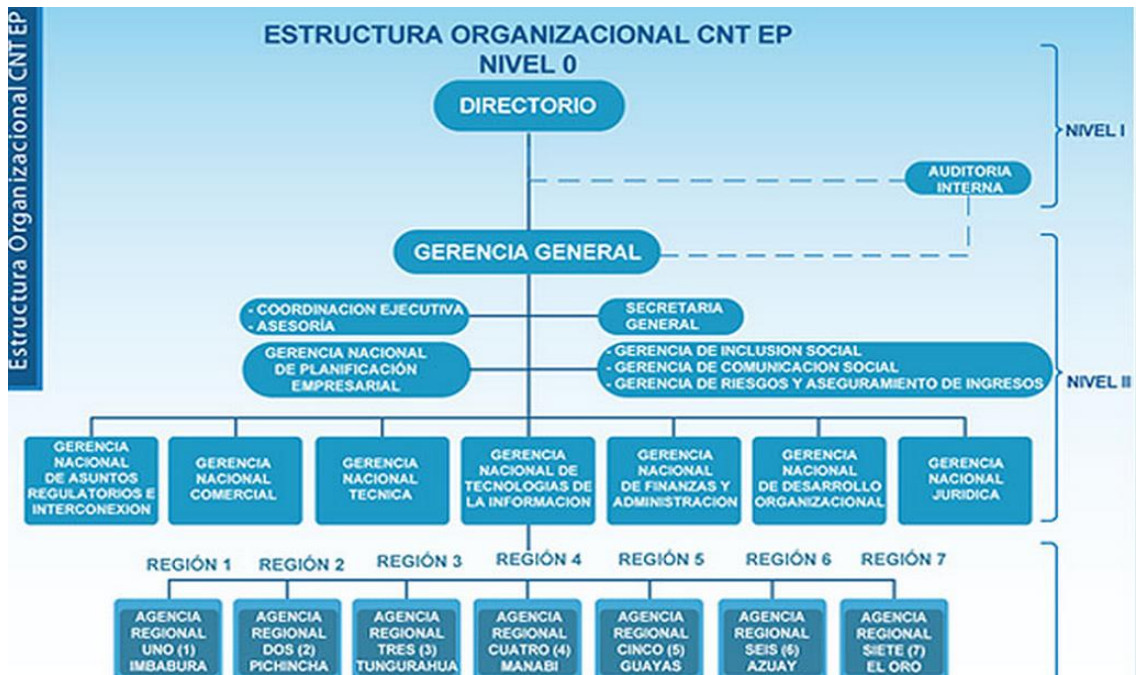 Estructura Organizacional CNT EP
ESTRUCTURA ORGANIZACIONAL CNT EP
NIVEL 0
DIRECTORIO
NIVEL I
AUDITORIA
INTERNA
GERENCIA GENERAL
- COORDINACION EJECUTIVA
- ASESORÍA
SECRETARIA
GENERAL
GERENCIA NACIONAL
DE PLANIFICACIÓN
EMPRESARIAL
- GERENCIA DE INCLUSION SOCIAL
- GERENCIA DE COMUNICACION SOCIAL
- GERENCIA DE RIESGOS Y ASEGURAMIENTO DE INGRESOS
NIVEL II
GERENCIA
NACIONAL
DE ASUNTOS
REGULATORIOS E
INTERCONEXION
GERENCIA
NACIONAL
COMERCIAL
GERENCIA
NACIONAL
TECNICA
GERENCIA
NACIONAL DE
TECNOLOGIAS DE
LA INFORMACION
GERENCIA
NACIONAL
DE FINANZAS Y
ADMINISTRACION
GERENCIA
NACIONAL
DE DESARROLLO
ORGANIZACIONAL
GERENCIA
NACIONAL
JURIDICA
REGIÓN 1
REGIÓN 2
REGIÓN 3
REGIÓN 4
REGIÓN 5
REGIÓN 6
REGIÓN 7
AGENCIA
REGIONAL
UNO (1)
IMBABURA
AGENCIA
REGIONAL
DOS (2)
PICHINCHA
AGENCIA
REGIONAL
TRES (3)
TUNGURAHUA
AGENCIA
REGIONAL
CUATRO (4)
MANABI
AGENCIA
REGIONAL
CINCO (5)
GUAYAS
AGENCIA
REGIONAL
SEIS (6)
AZUAY
AGENCIA
REGIONAL
SIETE (7)
EL ORO